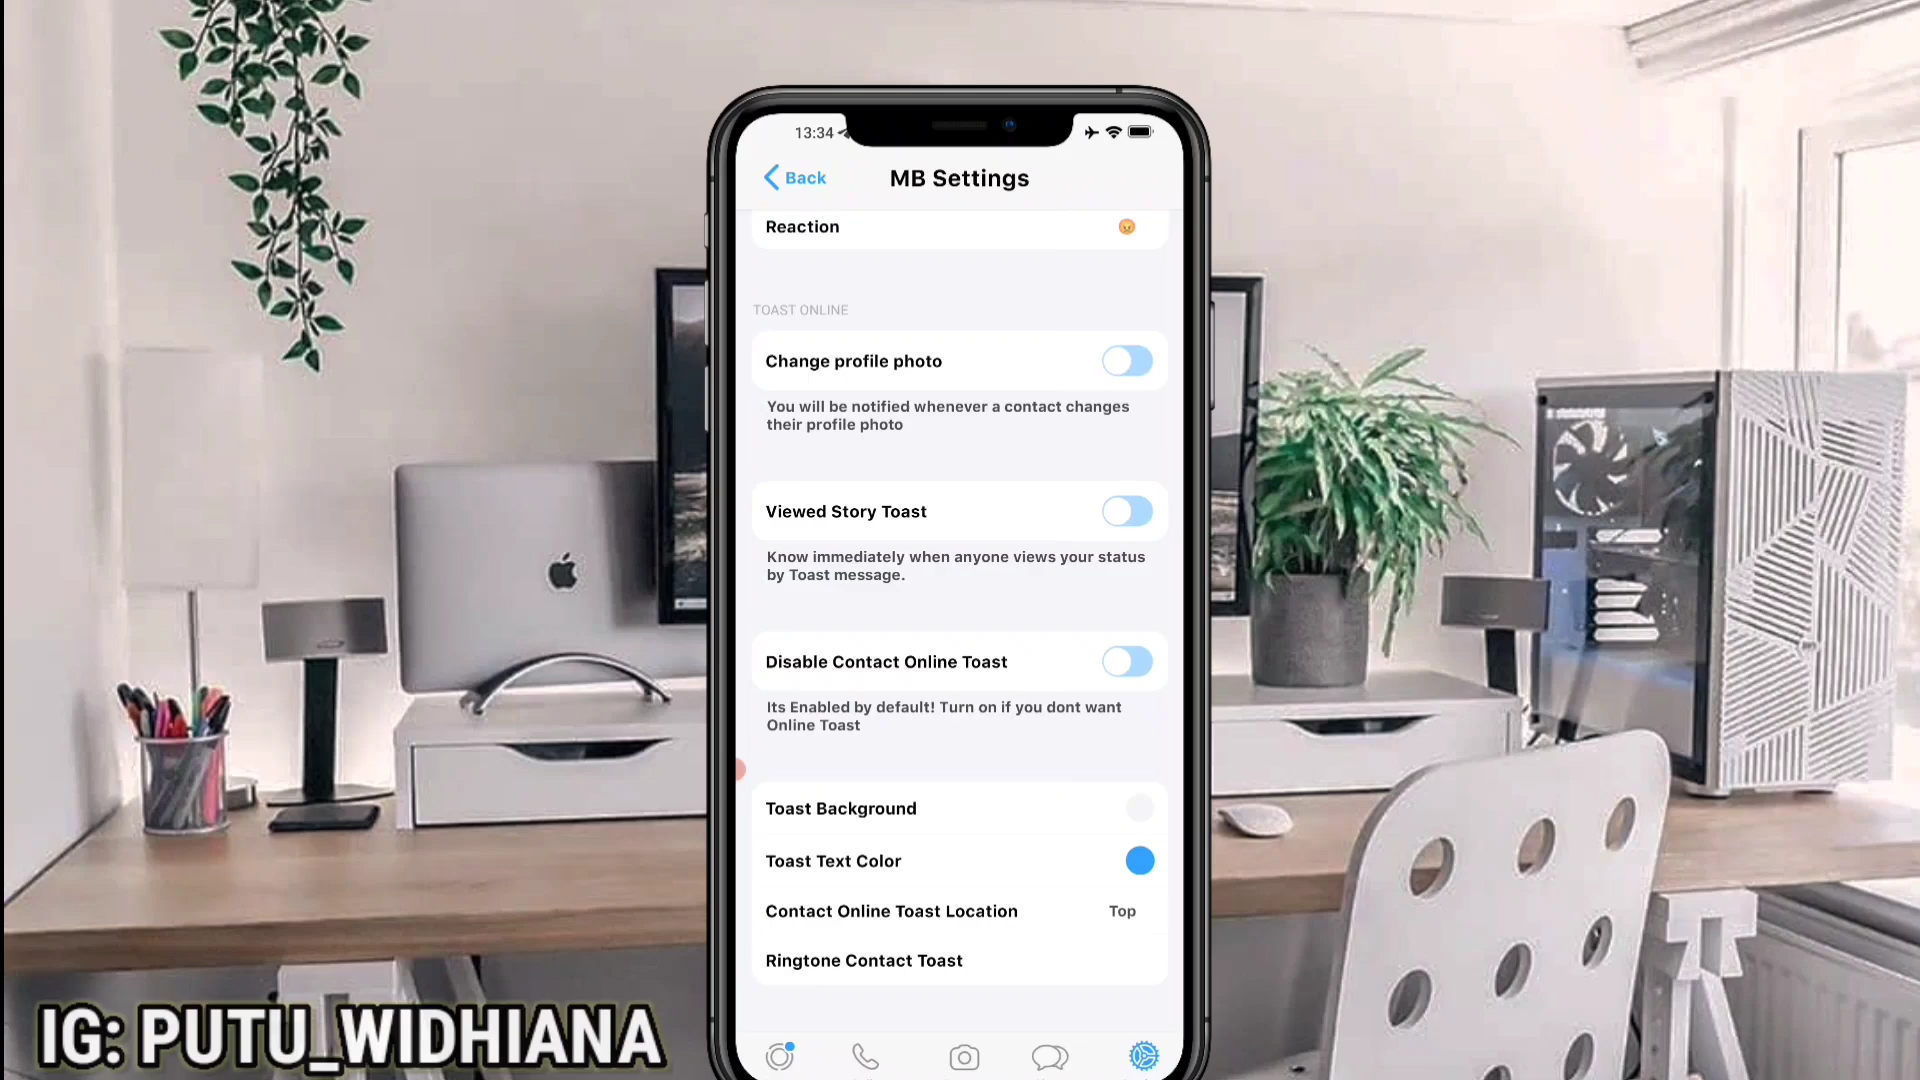 13:34
Back
MB Settings
Reaction
TOAST ONLINE
Change profile photo
You will be notified whenever a contact changes
their profile photo
Viewed Story Toast
Know immediately when anyone views your status
by Toast message.
Disable Contact Online Toast
Its Enabled by default! Turn on if you dont want
Online Toast
Toast Background
Toast Text Color
Contact Online Toast Location
Top
Ringtone Contact Toast
IG: PUTU_WIDHIANA